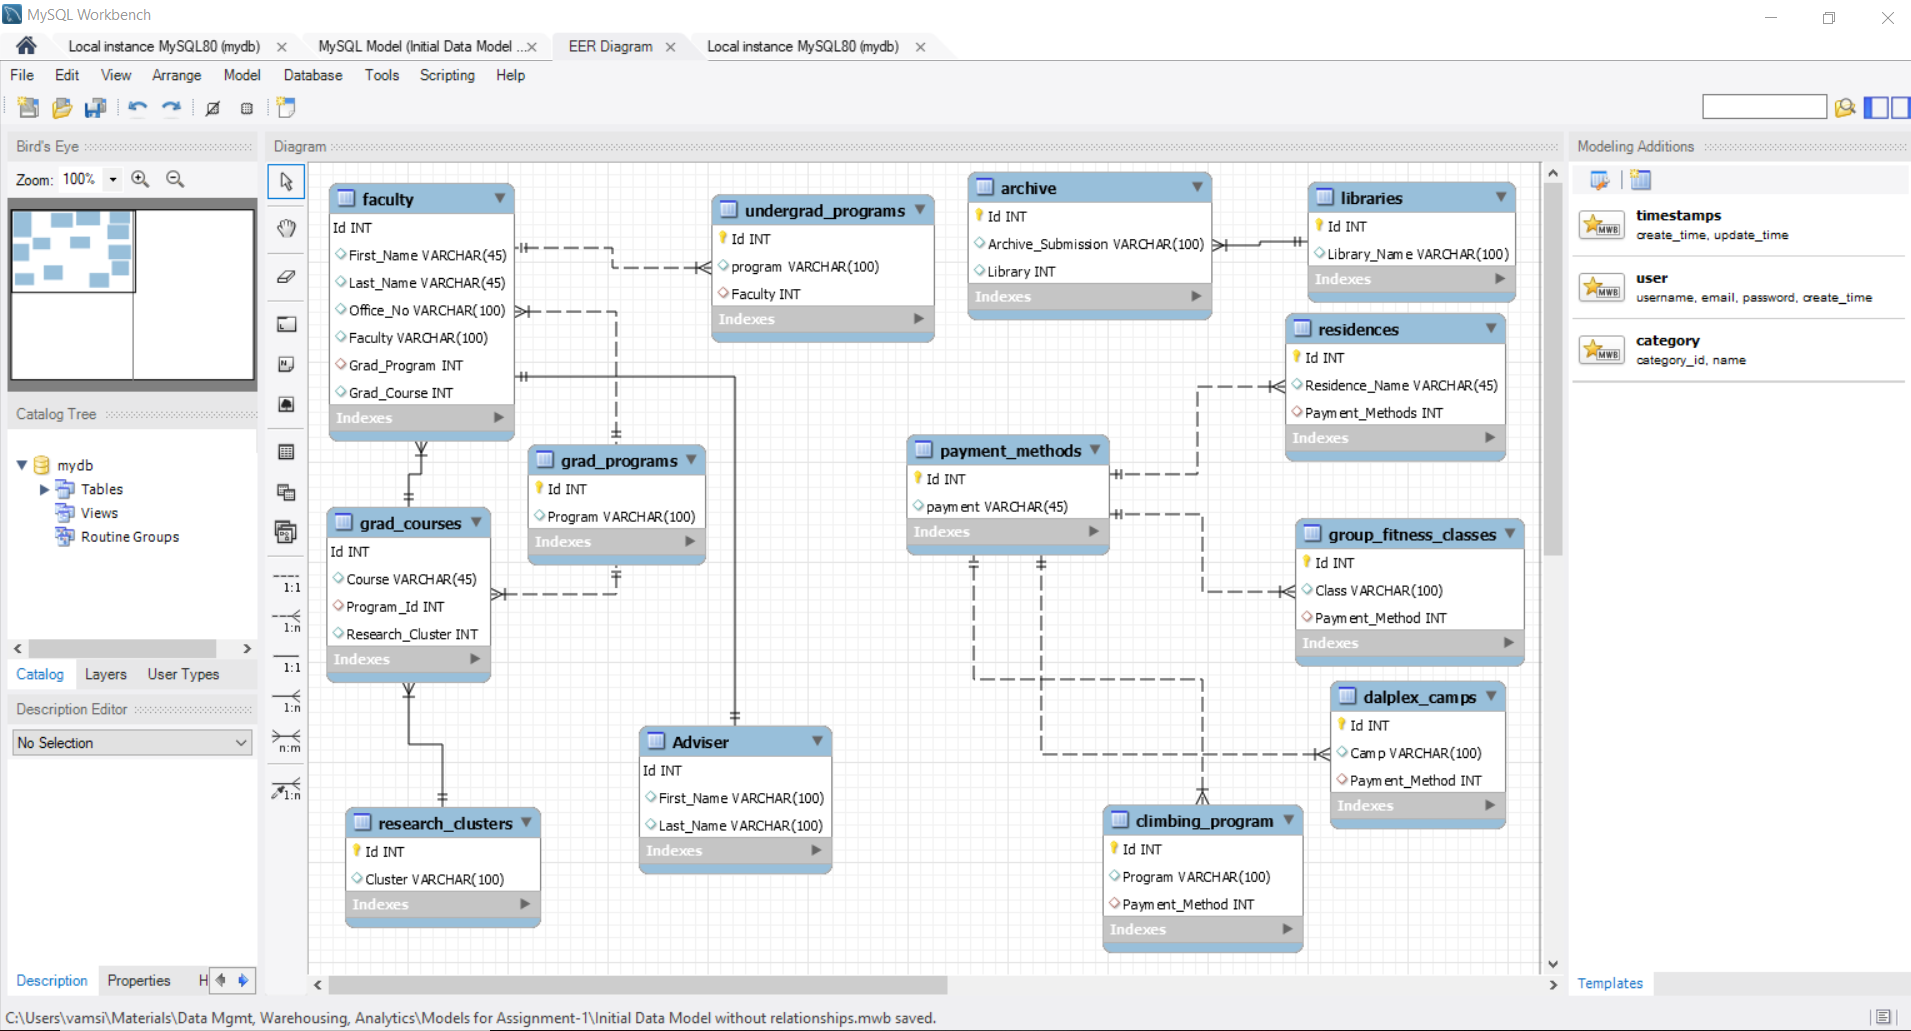 MySQL Workbench
Local instance MySQL80 (mydb)
MySQL Model (Initial Data Model ...
EER Diagram
Local instance MySQL80 (mydb)
File Edit View Arrange Model Database Tools Scripting Help
Bird's Eye
Zoom: 100%
Catalog Tree
mydb
Tables
Views
Routine Groups
Catalog Layers User Types
Description Editor
No Selection
Description Properties H
Diagram
1:1
1:n
1:1
1:n
n:m
1:n
faculty
Id INT
First_Name VARCHAR(45)
Last_Name VARCHAR(45)
Office_No VARCHAR(100)
Faculty VARCHAR(100)
Grad_Program INT
Grad_Course INT
Indexes
undergrad_programs
Id INT
program VARCHAR(100)
Faculty INT
Indexes
archive
Id INT
Archive_Submission VARCHAR(100)
Library INT
Indexes
libraries
Id INT
Library_Name VARCHAR(100)
Indexes
residences
Id INT
Residence_Name VARCHAR(45)
Payment_Methods INT
Indexes
grad_programs
Id INT
Program VARCHAR(100)
Indexes
payment_methods
Id INT
payment VARCHAR(45)
Indexes
grad_courses
Id INT
Course VARCHAR(45)
Program_Id INT
Research_Cluster INT
Indexes
group_fitness_classes
Id INT
Class VARCHAR(100)
Payment_Method INT
Indexes
dalplex_camps
Id INT
Camp VARCHAR(100)
Payment_Method INT
Indexes
Adviser
Id INT
First_Name VARCHAR(100)
Last_Name VARCHAR(100)
Indexes
research_clusters
Id INT
Cluster VARCHAR(100)
Indexes
climbing_program
Id INT
Program VARCHAR(100)
Payment_Method INT
Indexes
Modeling Additions
MWB
timestamps
create_time, update_time
MWB
user
username, email, password, create_time
MWB
category
category_id, name
Templates
C:\Users\vamsi\Materials\Data Mgmt, Warehousing, Analytics\Models for Assignment-1\Initial Data Model without relationships.mwb saved.